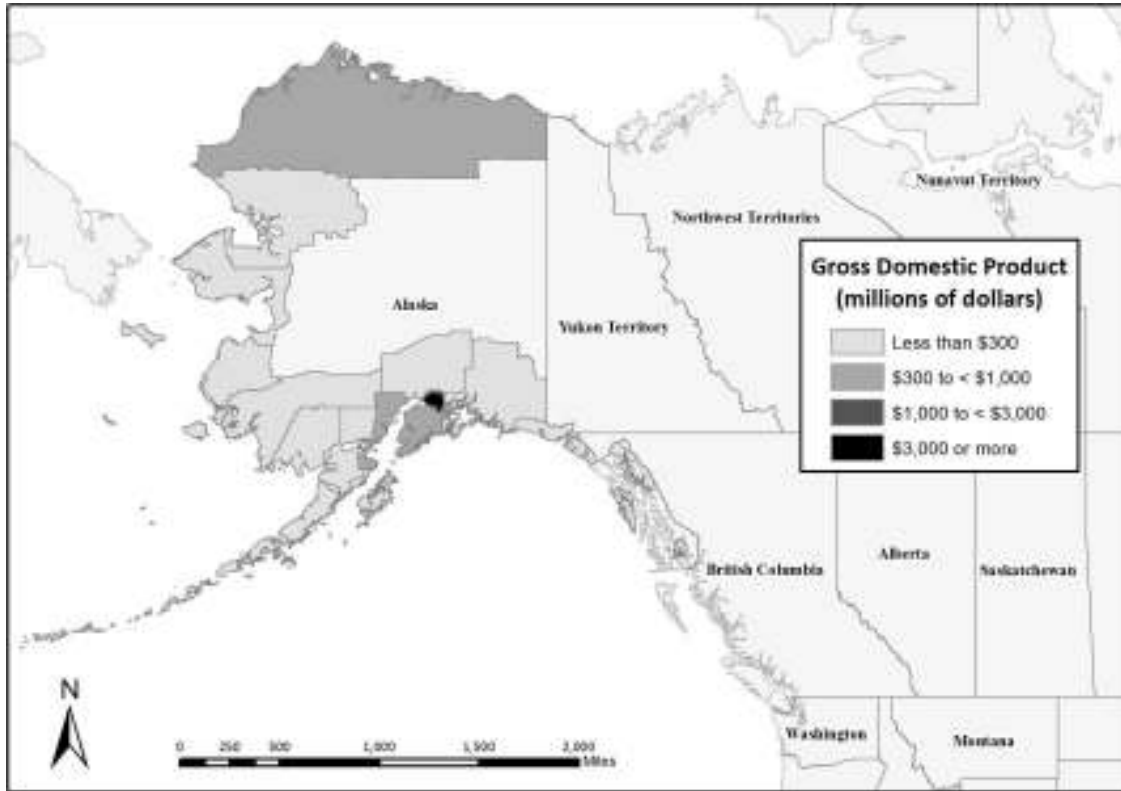 Nunavut Territory
Northwest Territories
Gross Domestic Product
(millions of dollars)
Alaska
Yukon Territory
Less than $300
$300 to < $1,000
$1,000 to < $3,000
$3,000 or more
Alberta
British Columbia
Saskatchewan
N
Washington
Montana
0 250 500 1,000 1,500 2,000
Miles